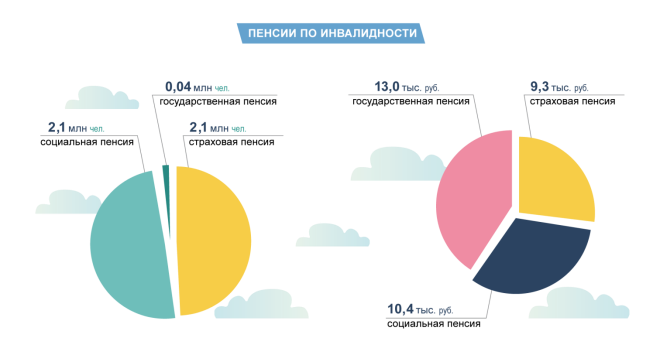 ПЕНСИИ ПО ИНВАЛИДНОСТИ
0,04 млн чел.
государственная пенсия
2,1 млн чел.
социальная пенсия
2,1 млн чел.
страховая пенсия
13,0 тыс. руб.
государственная пенсия
9,3 тыс. руб.
страховая пенсия
10,4 тыс. руб.
социальная пенсия